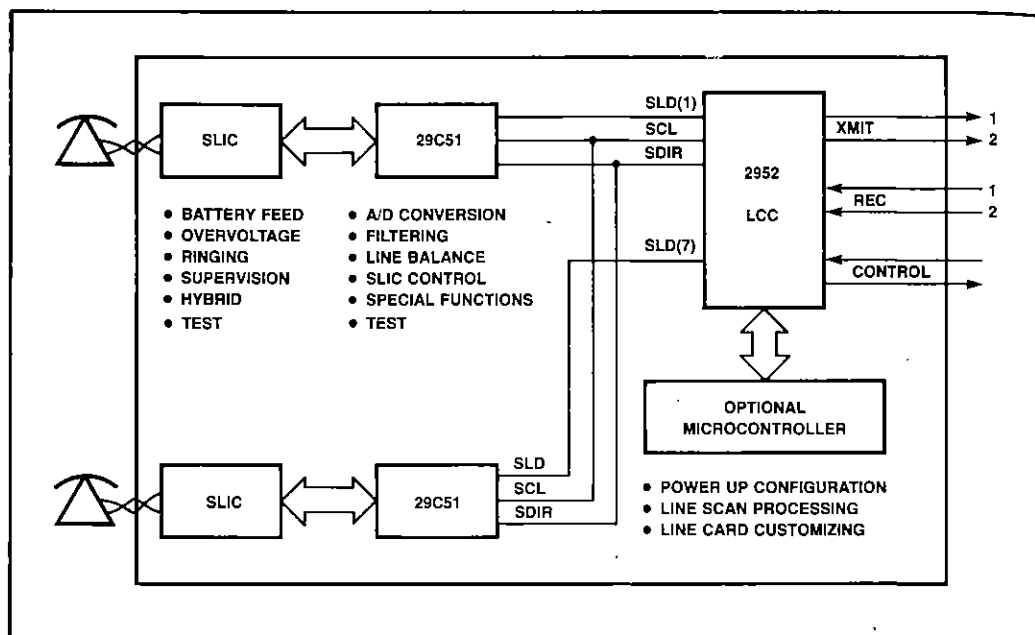 SLIC
29C51
SLD(1)
SCL
SDIR
2952
LCC
XMIT
1
2
REC
1
2
CONTROL
SLD(7)
• BATTERY FEED
• OVERVOLTAGE
• RINGING
• SUPERVISION
• HYBRID
• TEST
• A/D CONVERSION
• FILTERING
• LINE BALANCE
• SLIC CONTROL
• SPECIAL FUNCTIONS
• TEST
OPTIONAL
MICROCONTROLLER
• POWER UP CONFIGURATION
• LINE SCAN PROCESSING
• LINE CARD CUSTOMIZING
SLIC
29C51
SLD
SCL
SDIR